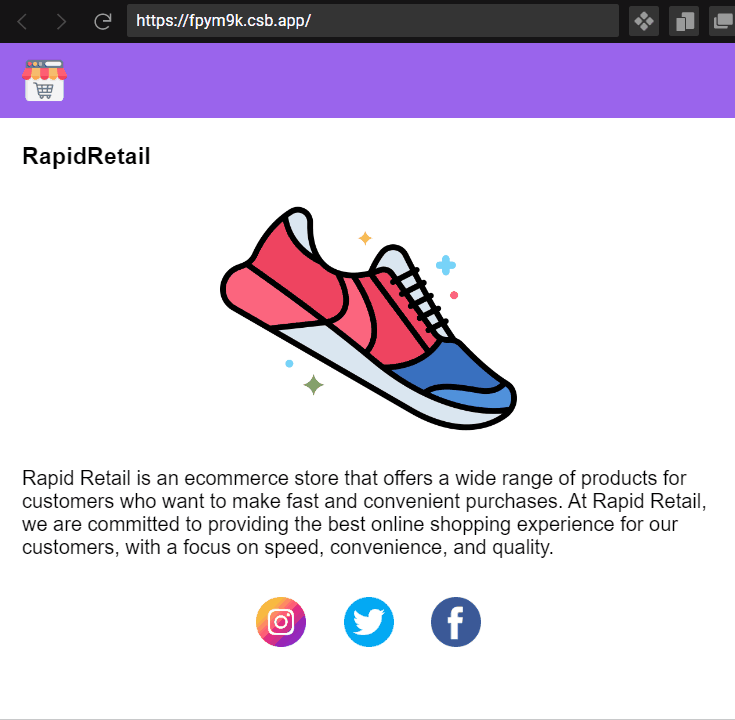 https://fpym9k.csb.app/
RapidRetail
Rapid Retail is an ecommerce store that offers a wide range of products for
customers who want to make fast and convenient purchases. At Rapid Retail,
we are committed to providing the best online shopping experience for our
customers, with a focus on speed, convenience, and quality.